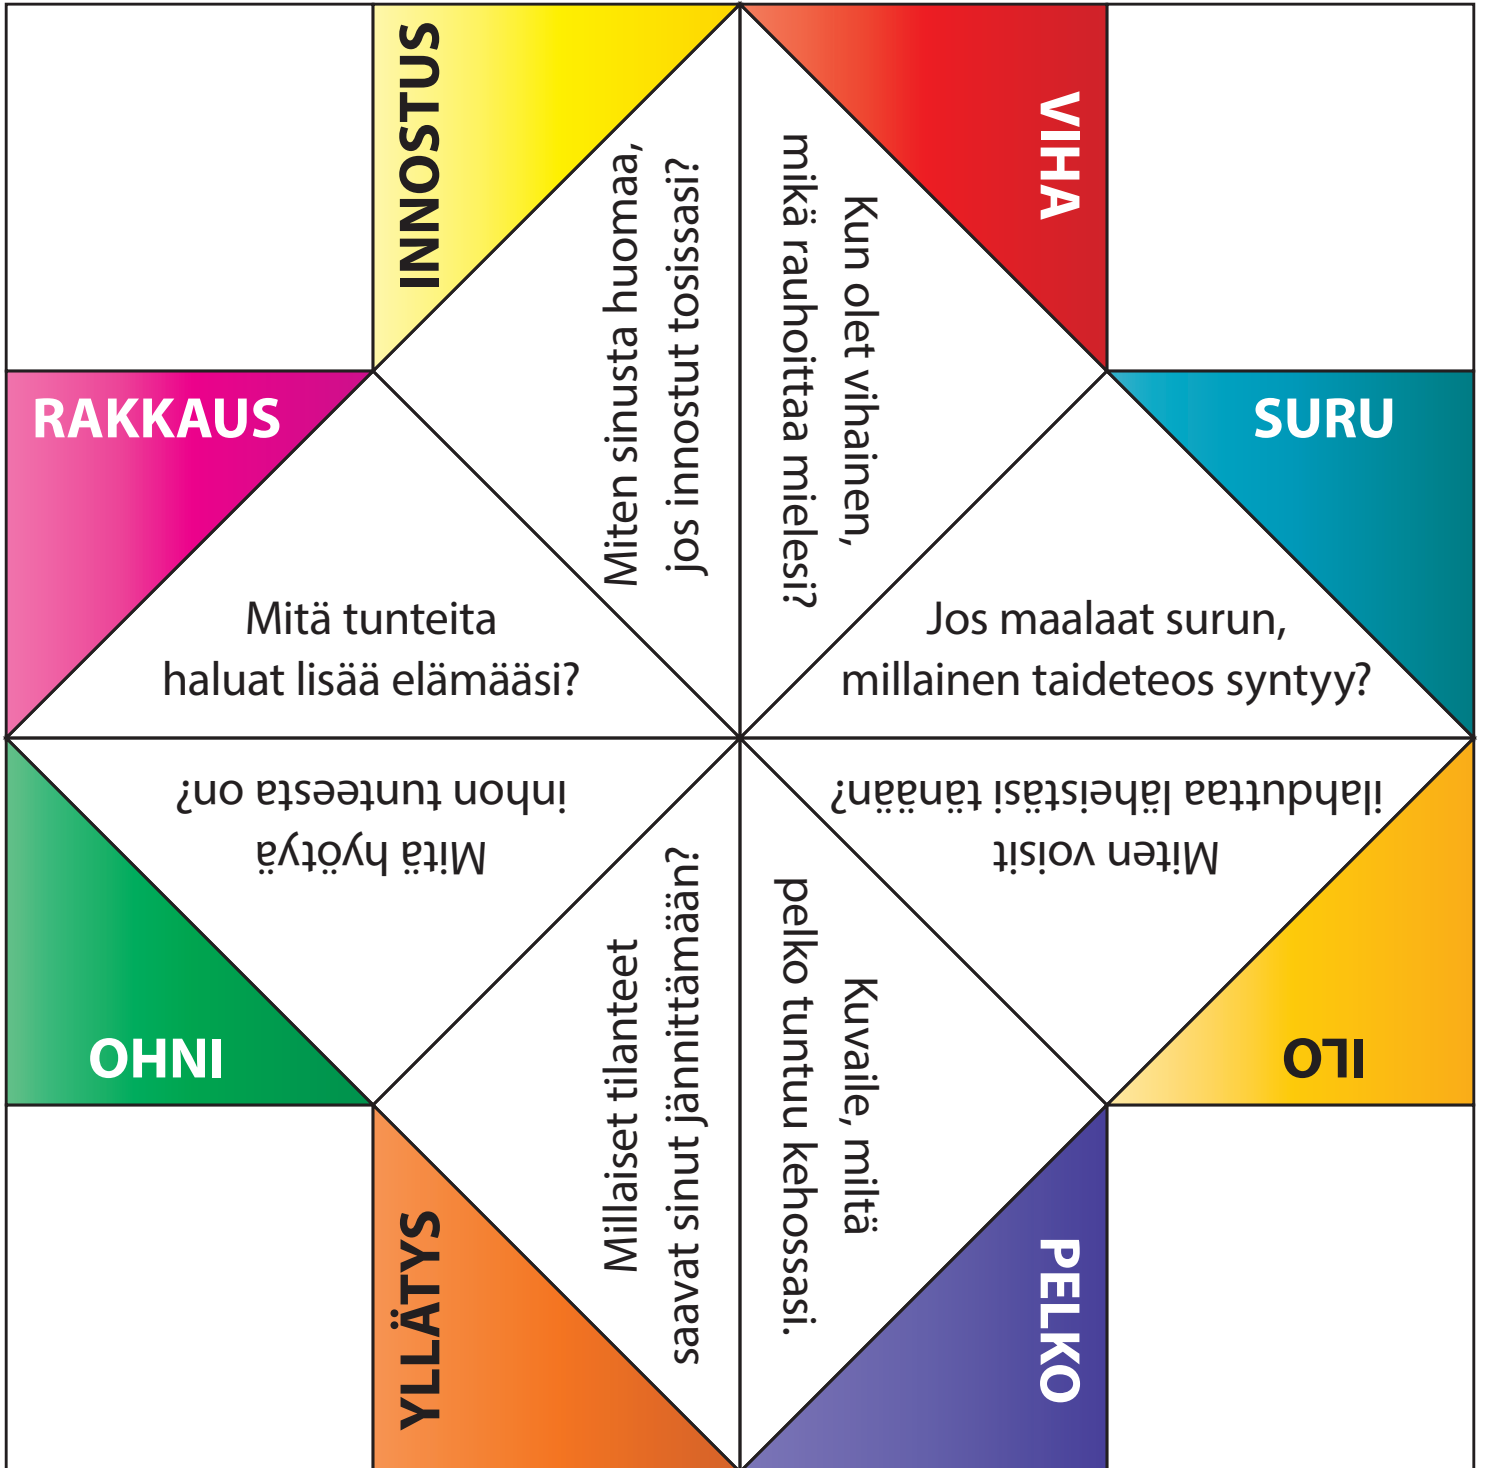 INNOSTUS
VIHA
Miten sinusta huomaa,
jos innostut tosissasi?
Kun olet vihainen,
mikä rauhoittaa mielesi?
RAKKAUS
SURU
Mitä tunteita
haluat lisää elämääsi?
Jos maalaat surun,
millainen taideteos syntyy?
Mitä hyötyä
inhon tunteesta on?
Miten voisit
ilahduttaa läheistäsi tänään?
INHO
ILO
Millaiset tilanteet
saavat sinut jännittämään?
Kuvaile, miltä
pelko tuntuu kehossasi.
YLLÄTYS
PELKO